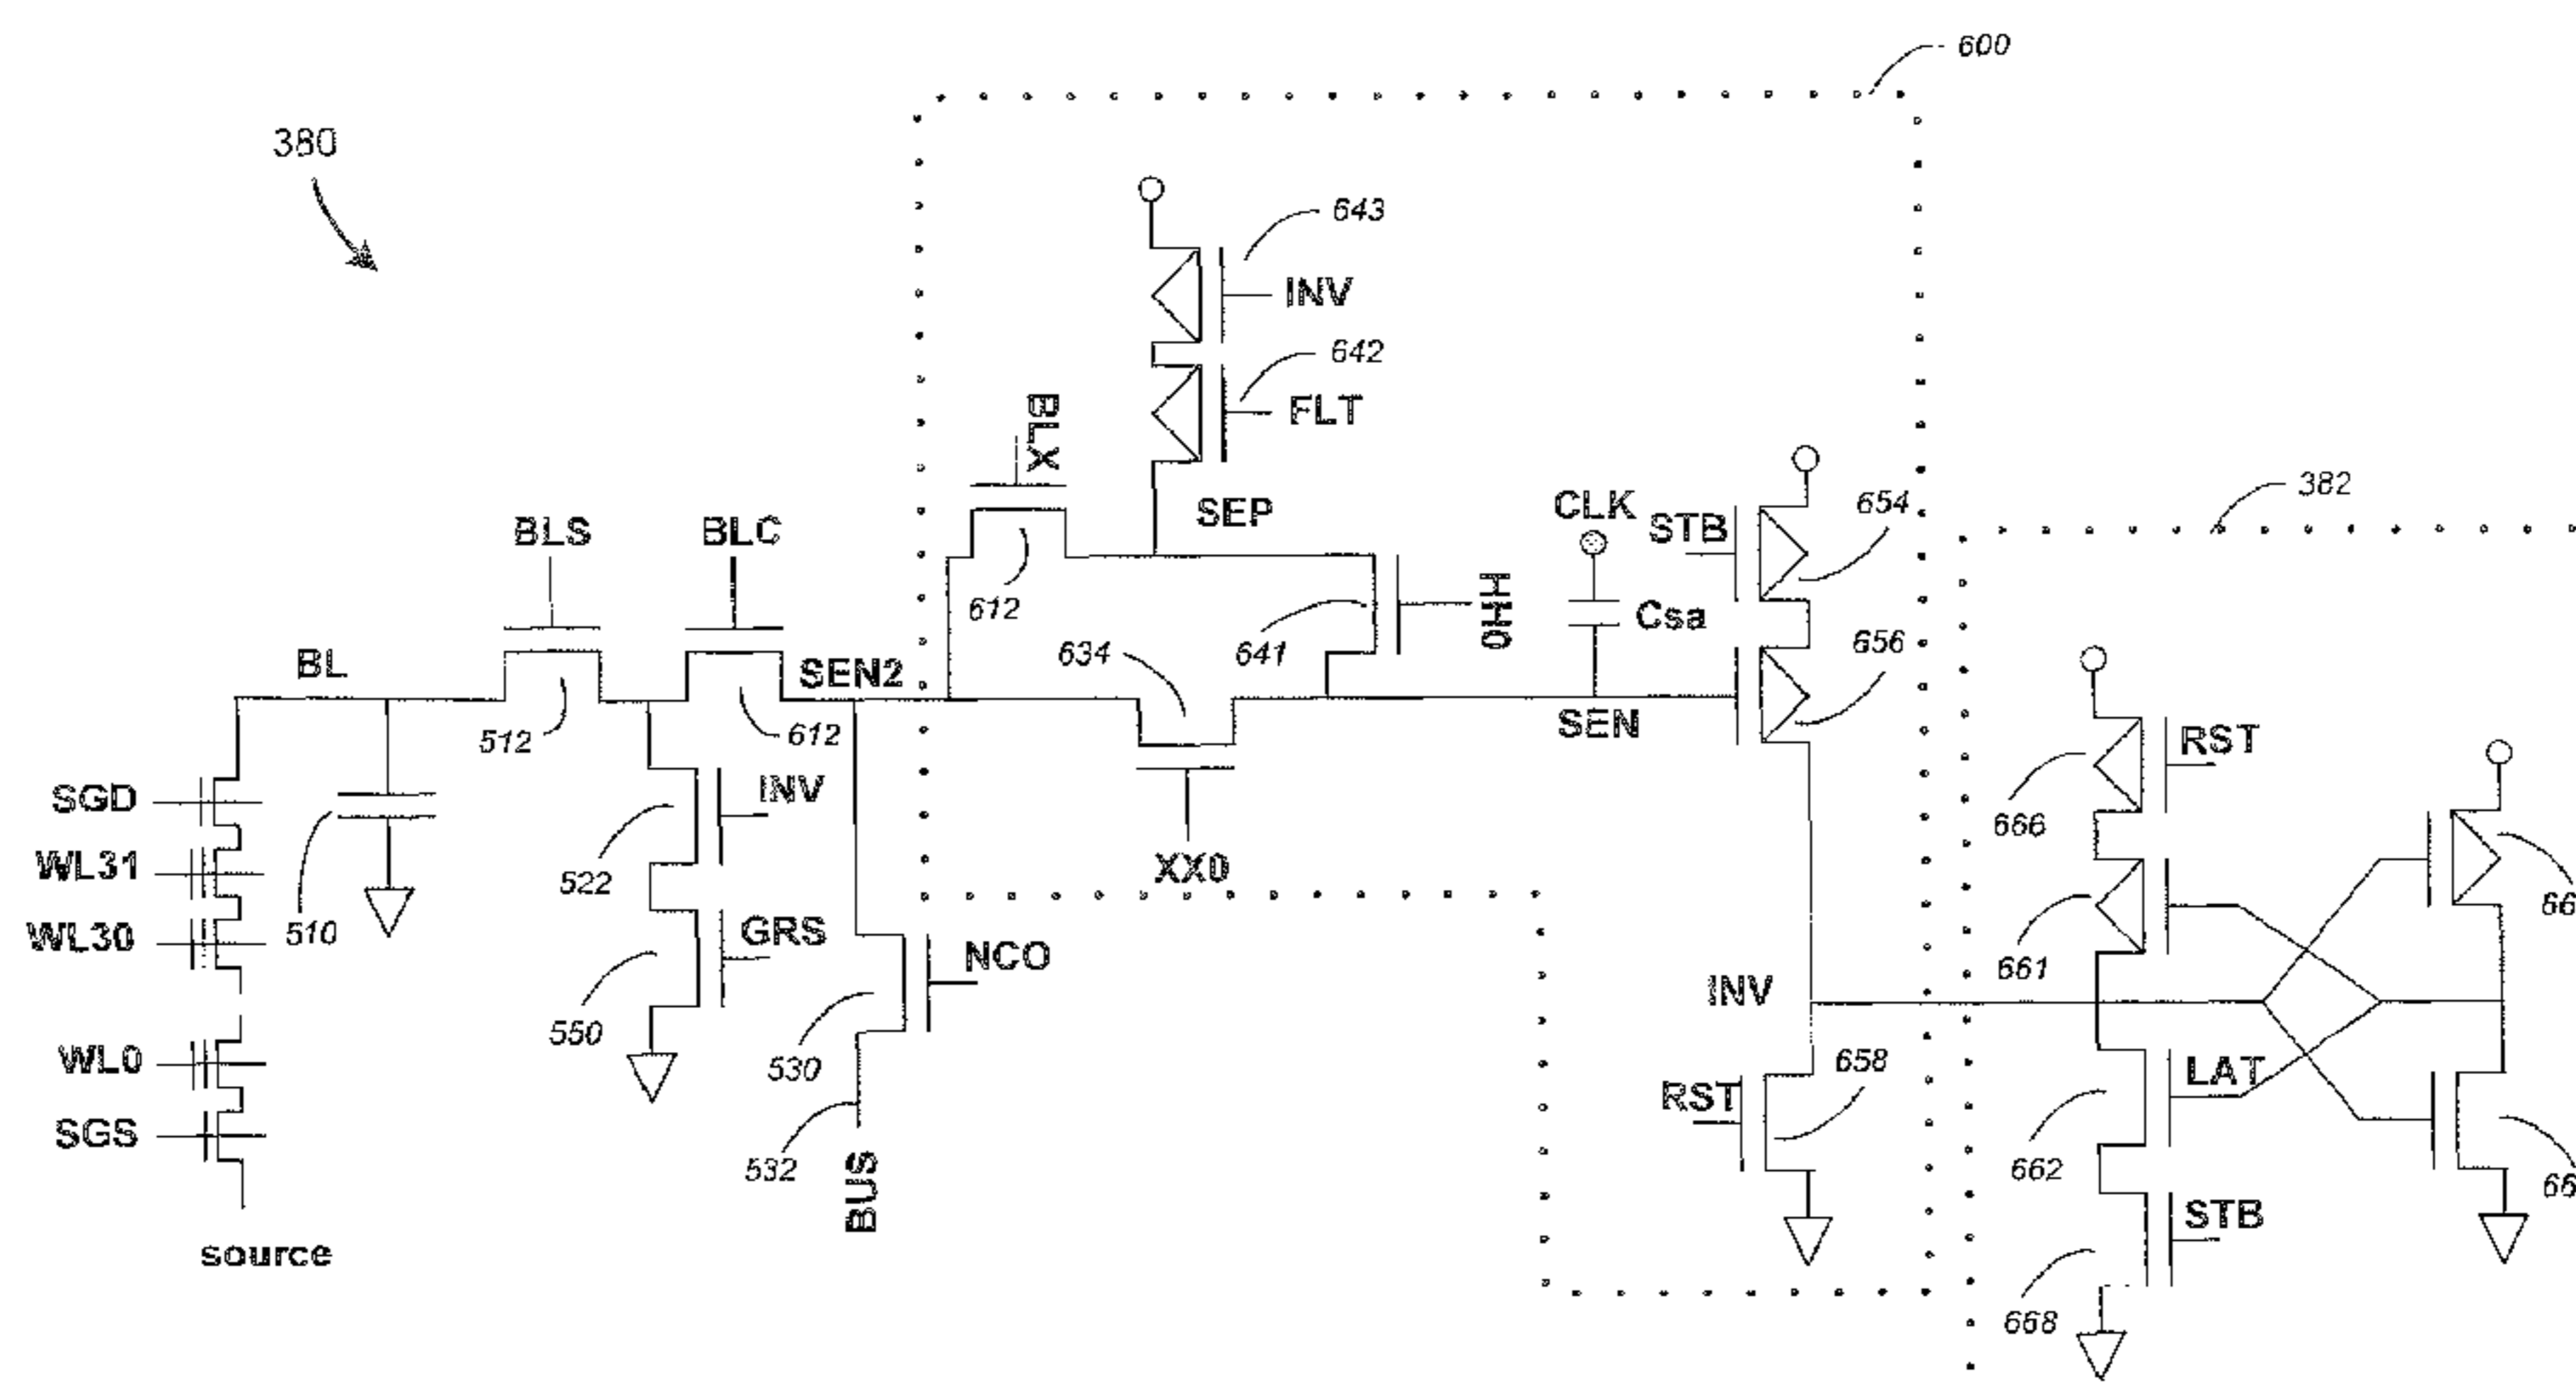 600
380
643
INV
642
FLT
BLX
SEP
CLK
STB
654
382
BLS
BLC
612
HH0
Csa
641
634
656
BL
SEN2
SEN
512
612
RST
666
SGD
INV
WL31
510
522
XX0
WL30
GRS
NCO
661
INV
550
530
WL0
658
LAT
RST
SGS
532
BUS
662
STB
source
668